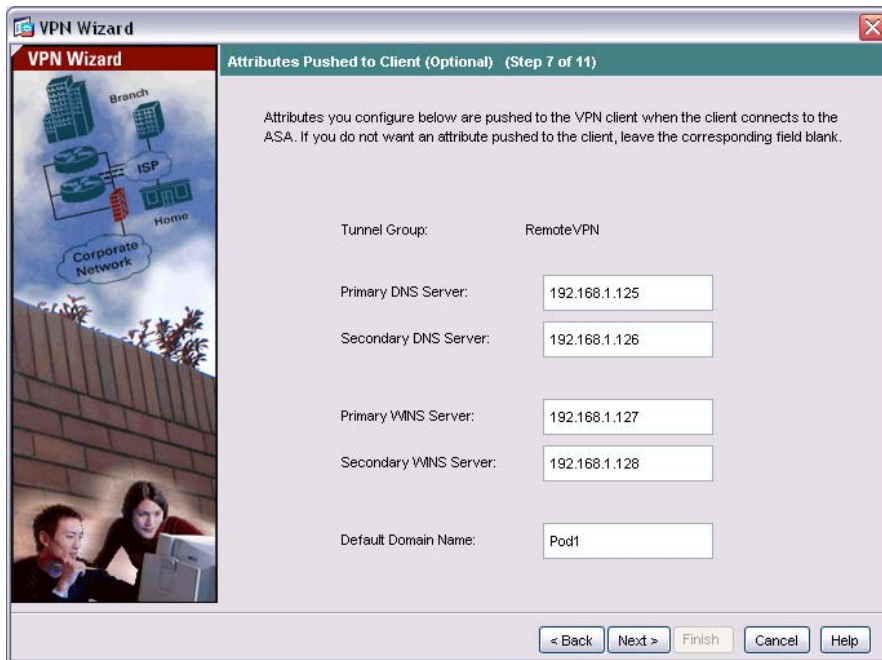 VPN Wizard
VPN Wizard
Attributes Pushed to Client (Optional) (Step 7 of 11)
Branch
ISP
Home
Corporate
Network
Attributes you configure below are pushed to the VPN client when the client connects to the
ASA. If you do not want an attribute pushed to the client, leave the corresponding field blank.
Tunnel Group: RemoteVPN
Primary DNS Server: 192.168.1.125
Secondary DNS Server: 192.168.1.126
Primary WINS Server: 192.168.1.127
Secondary WINS Server: 192.168.1.128
Default Domain Name: Pod1
< Back Next > Finish Cancel Help